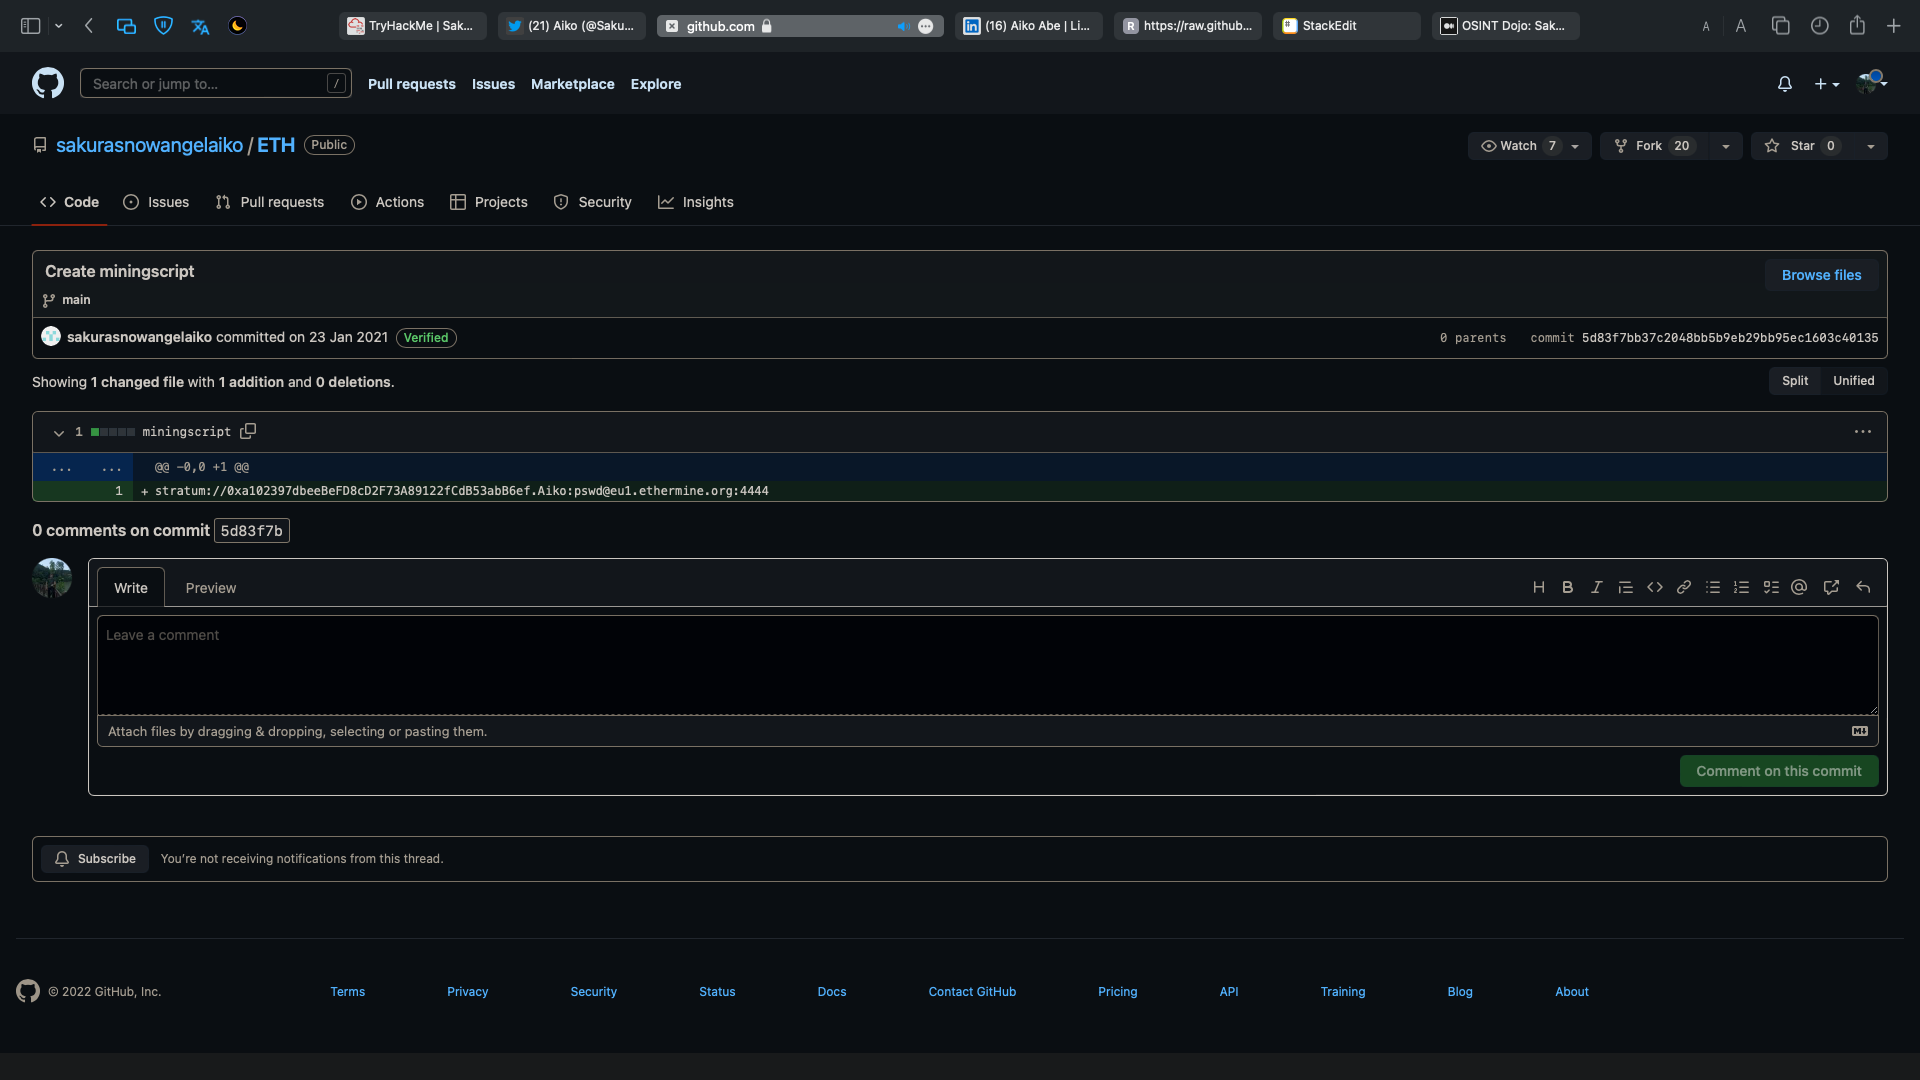 TryHackMe | Sak...
(21) Aiko (@Saku...
github.com
(16) Aiko Abe | Li...
https://raw.github...
StackEdit
OSINT Dojo: Sak...
A
A
Search or jump to...
/
Pull requests
Issues
Marketplace
Explore
sakurasnowangelaiko / ETH
Public
Watch 7
Fork 20
Star 0
Code
Issues
Pull requests
Actions
Projects
Security
Insights
Create miningscript
Browse files
main
sakurasnowangelaiko committed on 23 Jan 2021 Verified
0 parents commit 5d83f7bb37c2048bb5b9eb29bb95ec1603c40135
Showing 1 changed file with 1 addition and 0 deletions.
Split
Unified
1 miningscript
...
... ... @@ -0,0 +1 @@
1 + stratum://0xa102397dbeeBeFD8cD2F73A89122fCdB53abB6ef.Aiko:pswd@eu1.ethermine.org:4444
0 comments on commit 5d83f7b
Write
Preview
Leave a comment
Attach files by dragging & dropping, selecting or pasting them.
Comment on this commit
Subscribe
You're not receiving notifications from this thread.
© 2022 GitHub, Inc.
Terms
Privacy
Security
Status
Docs
Contact GitHub
Pricing
API
Training
Blog
About